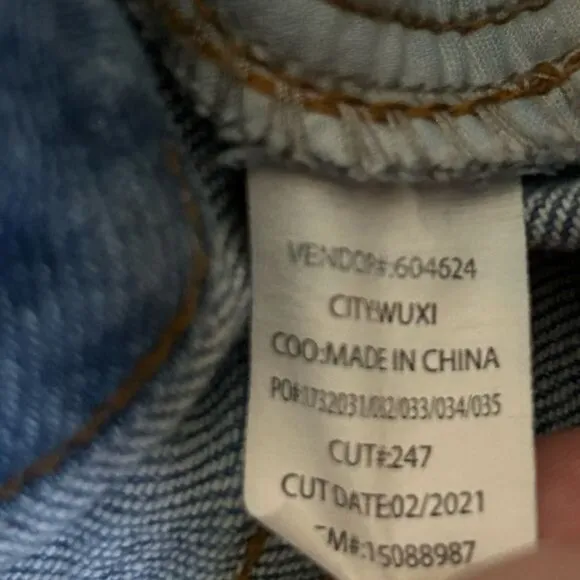 VENDOR#:604624
CITY:WUXI
COO:MADE IN CHINA
PO#:1732031/032/033/034/035
CUT#:247
CUT DATE:02/2021
M#:15088987